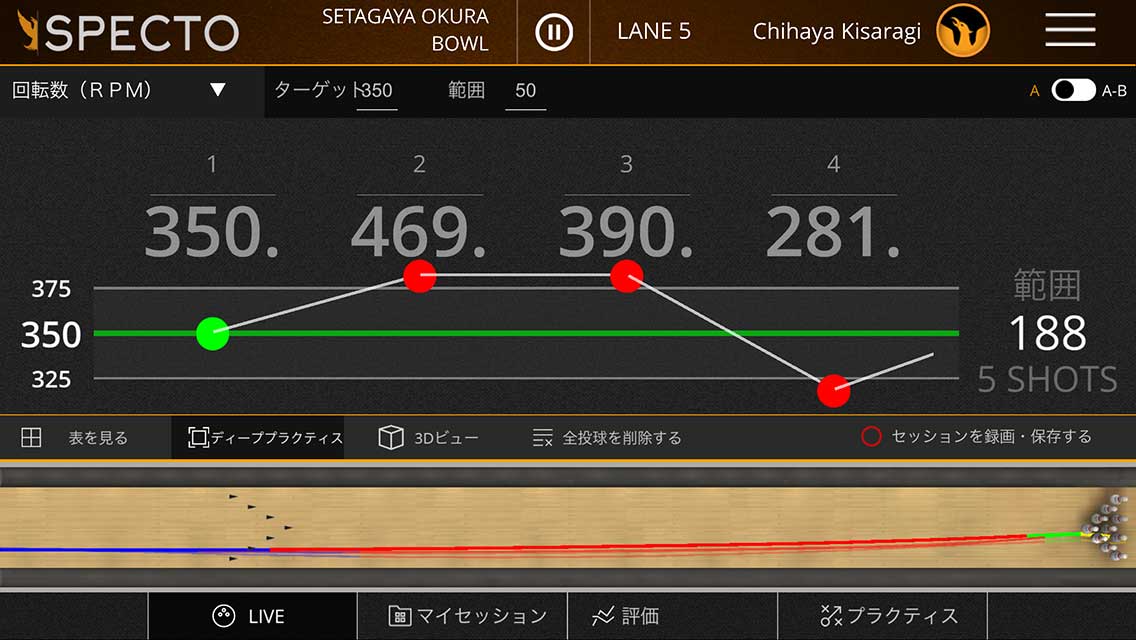 SPECTO
SETAGAYA OKURA
BOWL
LANE 5
Chihaya Kisaragi
回転数（ＲＰＭ） ▼
ターゲット350
範囲 50
A A-B
1 2 3 4
350. 469. 390. 281.
375
350
325
範囲
188
5 SHOTS
表を見る
ディーププラクティス
3Dビュー
全投球を削除する
セッションを録画・保存する
LIVE
マイセッション
評価
プラクティス